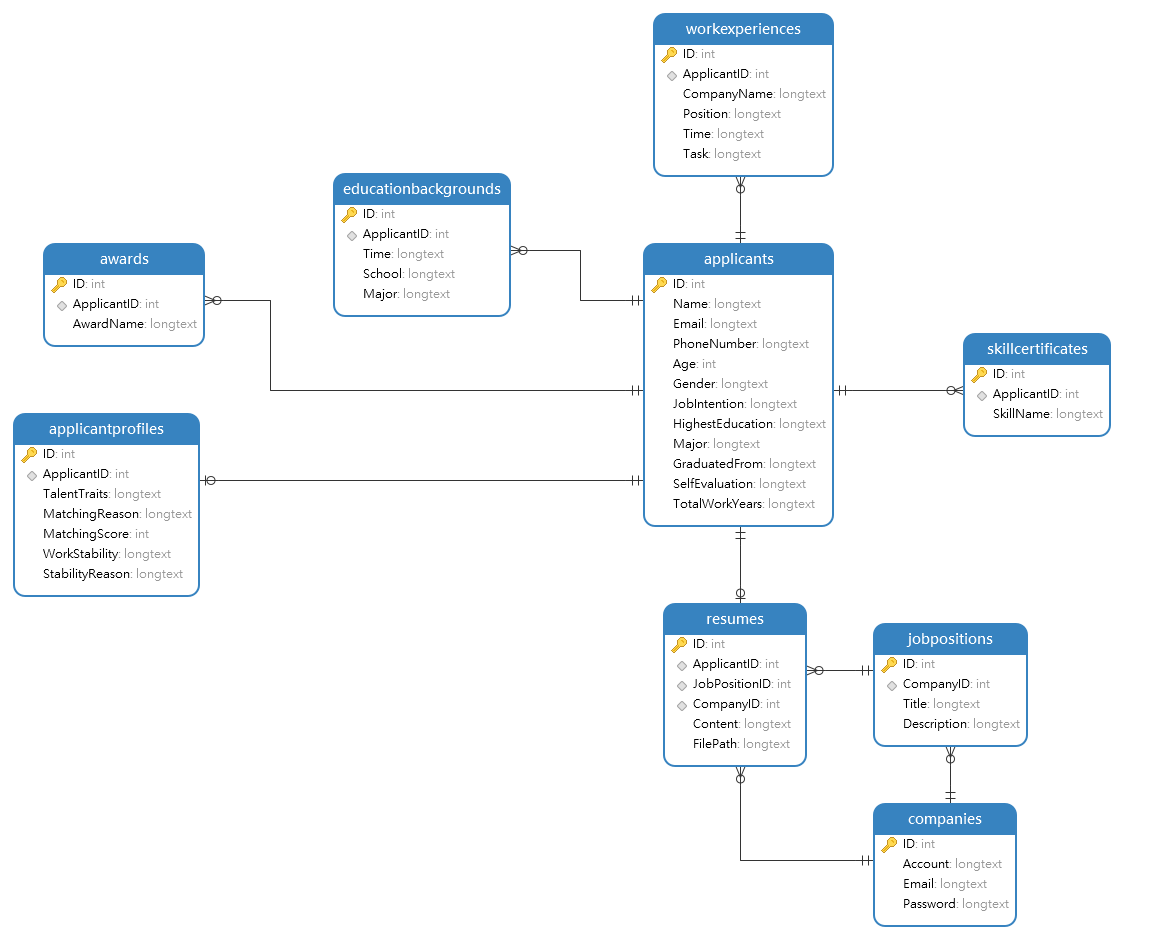 workexperiences
ID: int
ApplicantID: int
CompanyName: longtext
Position: longtext
Time: longtext
Task: longtext
educationbackgrounds
ID: int
ApplicantID: int
Time: longtext
School: longtext
Major: longtext
awards
ID: int
ApplicantID: int
AwardName: longtext
applicants
ID: int
Name: longtext
Email: longtext
PhoneNumber: longtext
Age: int
Gender: longtext
JobIntention: longtext
HighestEducation: longtext
Major: longtext
GraduatedFrom: longtext
SelfEvaluation: longtext
TotalWorkYears: longtext
skillcertificates
ID: int
ApplicantID: int
SkillName: longtext
applicantprofiles
ID: int
ApplicantID: int
TalentTraits: longtext
MatchingReason: longtext
MatchingScore: int
WorkStability: longtext
StabilityReason: longtext
resumes
ID: int
ApplicantID: int
JobPositionID: int
CompanyID: int
Content: longtext
FilePath: longtext
jobpositions
ID: int
CompanyID: int
Title: longtext
Description: longtext
companies
ID: int
Account: longtext
Email: longtext
Password: longtext